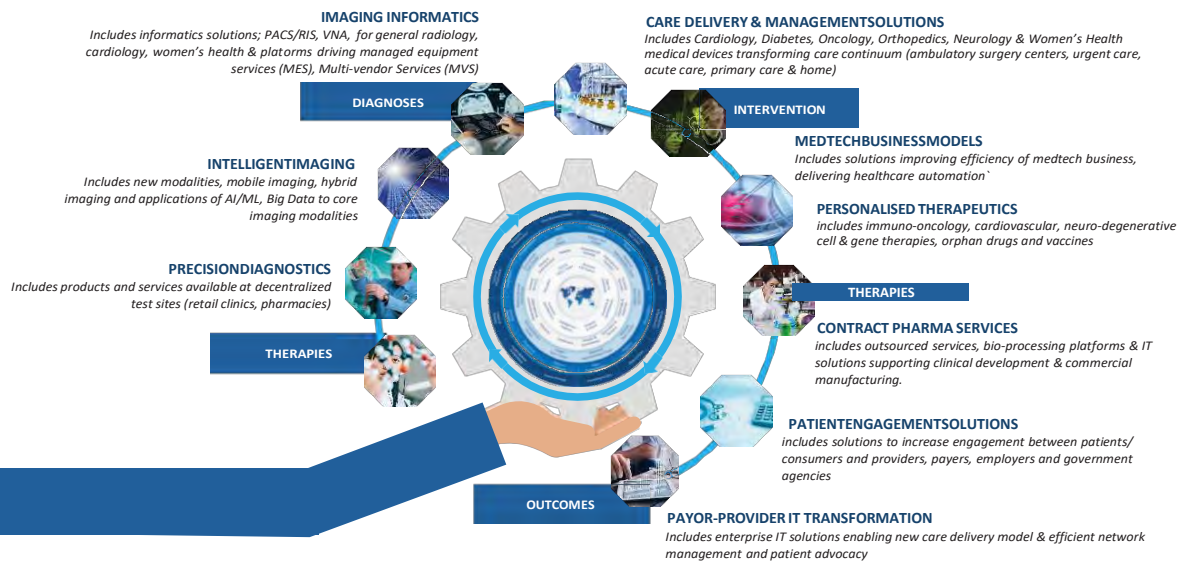 IMAGING INFORMATICS
Includes informatics solutions; PACS/RIS, VNA, for general radiology,
cardiology, women's health & platorms driving managed equipment
services (MES), Multi-vendor Services (MVS)
DIAGNOSES
INTELLIGENTIMAGING
Includes new modalities, mobile imaging, hybrid
imaging and applications of AI/ML, Big Data to core
imaging modalities
PRECISIONDIAGNOSTICS
Includes products and services available at decentralized
test sites (retail clinics, pharmacies)
THERAPIES
CARE DELIVERY & MANAGEMENTSOLUTIONS
Includes Cardiology, Diabetes, Oncology, Orthopedics, Neurology & Women's Health
medical devices transforming care continuum (ambulatory surgery centers, urgent care,
acute care, primary care & home)
INTERVENTION
MEDTECHBUSINESSMODELS
Includes solutions improving efficiency of medtech business,
delivering healthcare automation`
PERSONALISED THERAPEUTICS
includes immuno-oncology, cardiovascular, neuro-degenerative
cell & gene therapies, orphan drugs and vaccines
THERAPIES
CONTRACT PHARMA SERVICES
includes outsourced services, bio-processing platforms & IT
solutions supporting clinical development & commercial
manufacturing.
PATIENTENGAGEMENTSOLUTIONS
includes solutions to increase engagement between patients/
consumers and providers, payers, employers and government
agencies
OUTCOMES
PAYOR-PROVIDER IT TRANSFORMATION
Includes enterprise IT solutions enabling new care delivery model & efficient network
management and patient advocacy